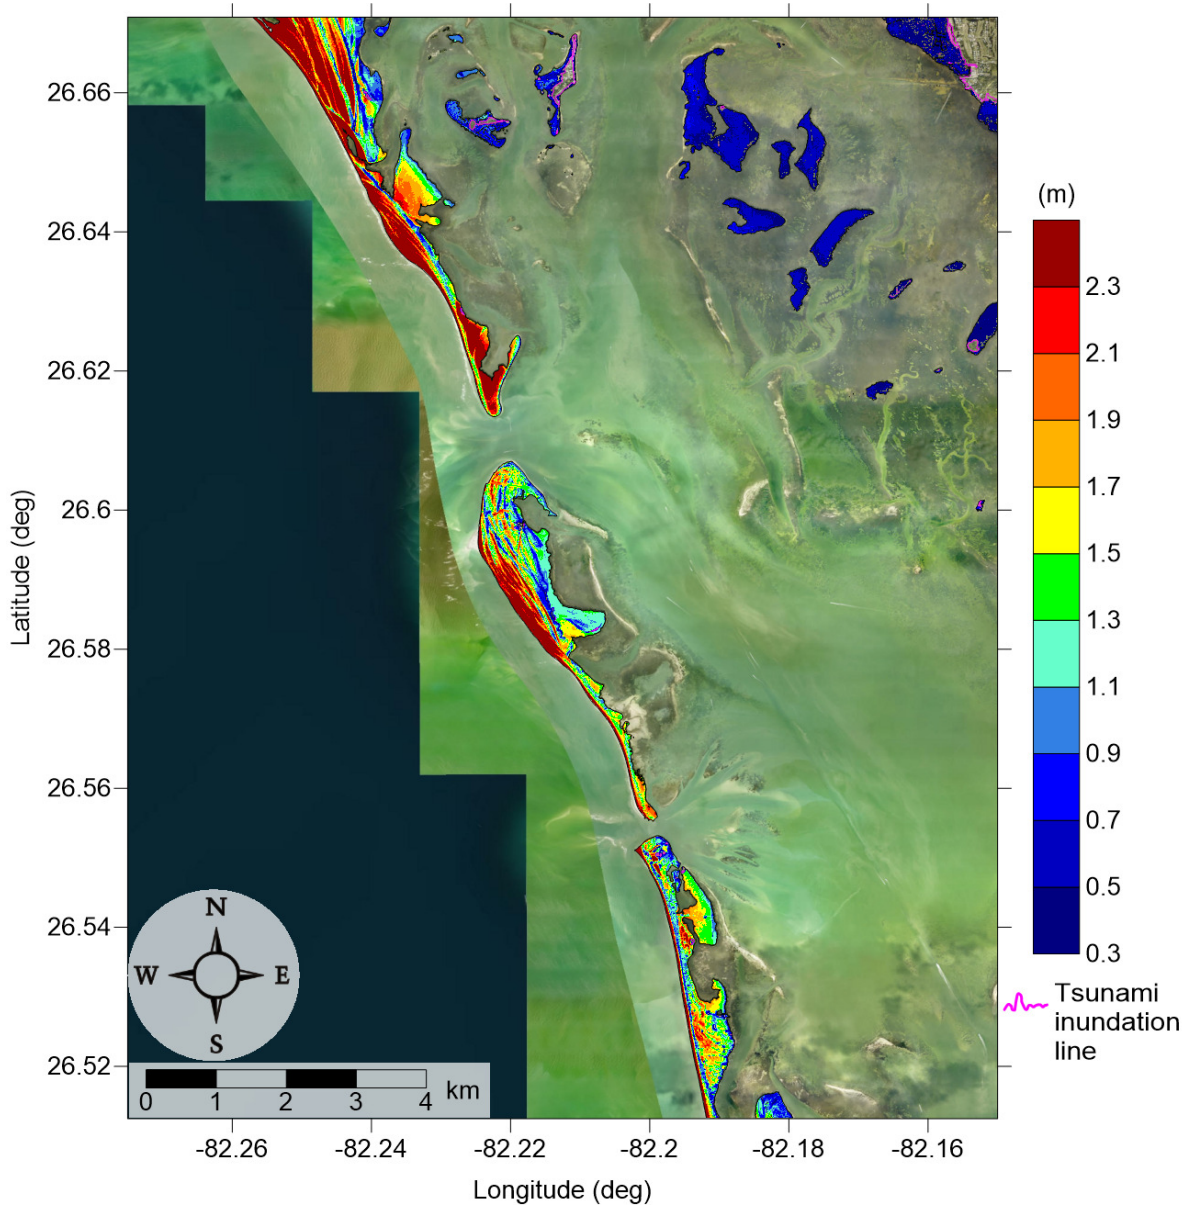 (m)
2.3
2.1
1.9
1.7
1.5
1.3
1.1
0.9
0.7
0.5
0.3
Tsunami
inundation
line
Latitude (deg)
26.66
26.64
26.62
26.6
26.58
26.56
26.54
26.52
N
W E
S
0 1 2 3 4 km
-82.26 -82.24 -82.22 -82.2 -82.18 -82.16
Longitude (deg)